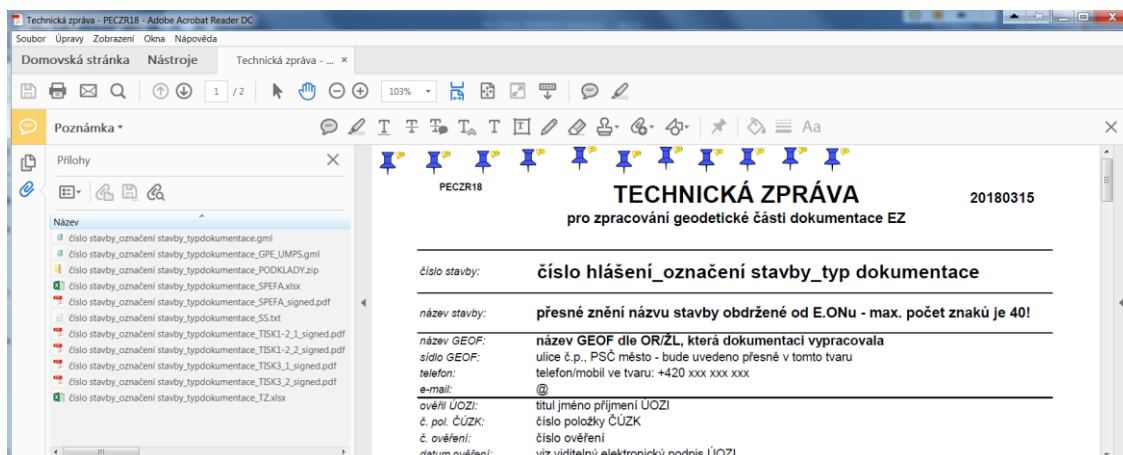 Technická zpráva - PECZR18 - Adobe Acrobat Reader DC
Soubor Úpravy Zobrazení Okna Nápověda
Domovská stránka Nástroje Technická zpráva - ... ×
1 / 2 103%
Poznámka
Přílohy
Název
číslo stavby_označení stavby_typdokumentace.gml
číslo stavby_označení stavby_typdokumentace_GPE_UMPS.gml
číslo stavby_označení stavby_typdokumentace_PODKLADY.zip
číslo stavby_označení stavby_typdokumentace_SPEFA.xlsx
číslo stavby_označení stavby_typdokumentace_SPEFA_signed.pdf
číslo stavby_označení stavby_typdokumentace_SS.txt
číslo stavby_označení stavby_typdokumentace_TISK1-2_1_signed.pdf
číslo stavby_označení stavby_typdokumentace_TISK1-2_2_signed.pdf
číslo stavby_označení stavby_typdokumentace_TISK3_1_signed.pdf
číslo stavby_označení stavby_typdokumentace_TISK3_2_signed.pdf
číslo stavby_označení stavby_typdokumentace_TZ.xlsx
PECZR18 TECHNICKÁ ZPRÁVA 20180315
pro zpracování geodetické části dokumentace EZ
číslo stavby: číslo hlášení_označení stavby_typ dokumentace
název stavby: přesné znění názvu stavby obdržené od E.ONu - max. počet znaků je 40!
název GEOF: název GEOF dle OR/ŽL, která dokumentaci vypracovala
sídlo GEOF: ulice č.p., PSČ město - bude uvedeno přesně v tomto tvaru
telefon: telefon/mobil ve tvaru: +420 xxx xxx xxx
e-mail: @
ověřil ÚOZI: titul jméno příjmení ÚOZI
č. pol. ČÚZK: číslo položky ČÚZK
č. ověření: číslo ověření
datum ověření: viz viditelný elektronický podpis ÚOZI